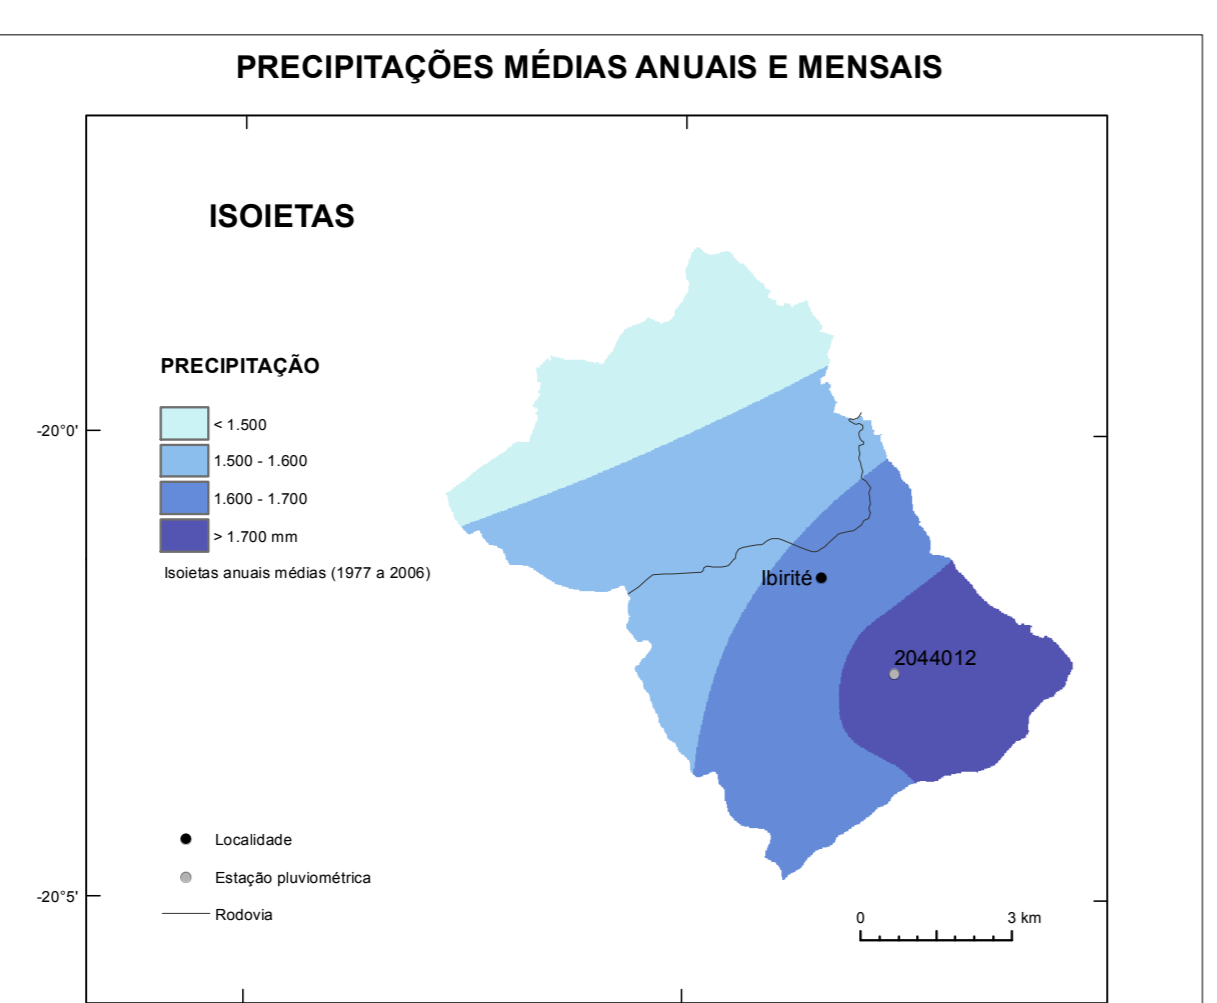 PRECIPITAÇÕES MÉDIAS ANUAIS E MENSAIS
ISOIETAS
PRECIPITAÇÃO
< 1.500
1.500 - 1.600
1.600 - 1.700
> 1.700 mm
Isoietas anuais médias (1977 a 2006)
-20°0'
Ibirité
2044012
Localidade
Estação pluviométrica
Rodovia
-20°5'
0 3 km